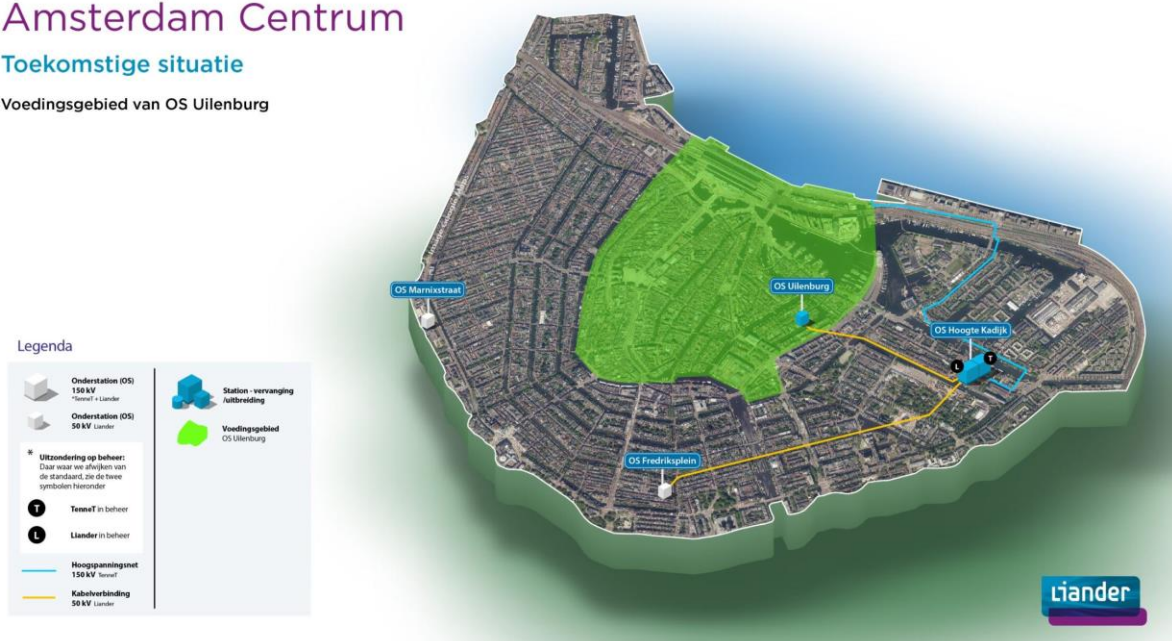 Amsterdam Centrum
Toekomstige situatie
Voedingsgebied van OS Uilenburg
OS Marnixstraat
OS Uilenburg
OS Hoogte Kadijk
L
T
OS Fredriksplein
Legenda
Onderstation (OS)
150 kV
*TenneT + Liander
Onderstation (OS)
50 kV Liander
* Uitzondering op beheer:
Daar waar we afwijken van
de standaard, zie de twee
symbolen hieronder
T TenneT in beheer
L Liander in beheer
Hoogspanningsnet
150 kV TenneT
Kabelverbinding
50 kV Liander
Station - vervanging
/uitbreiding
Voedingsgebied
OS Uilenburg
Liander